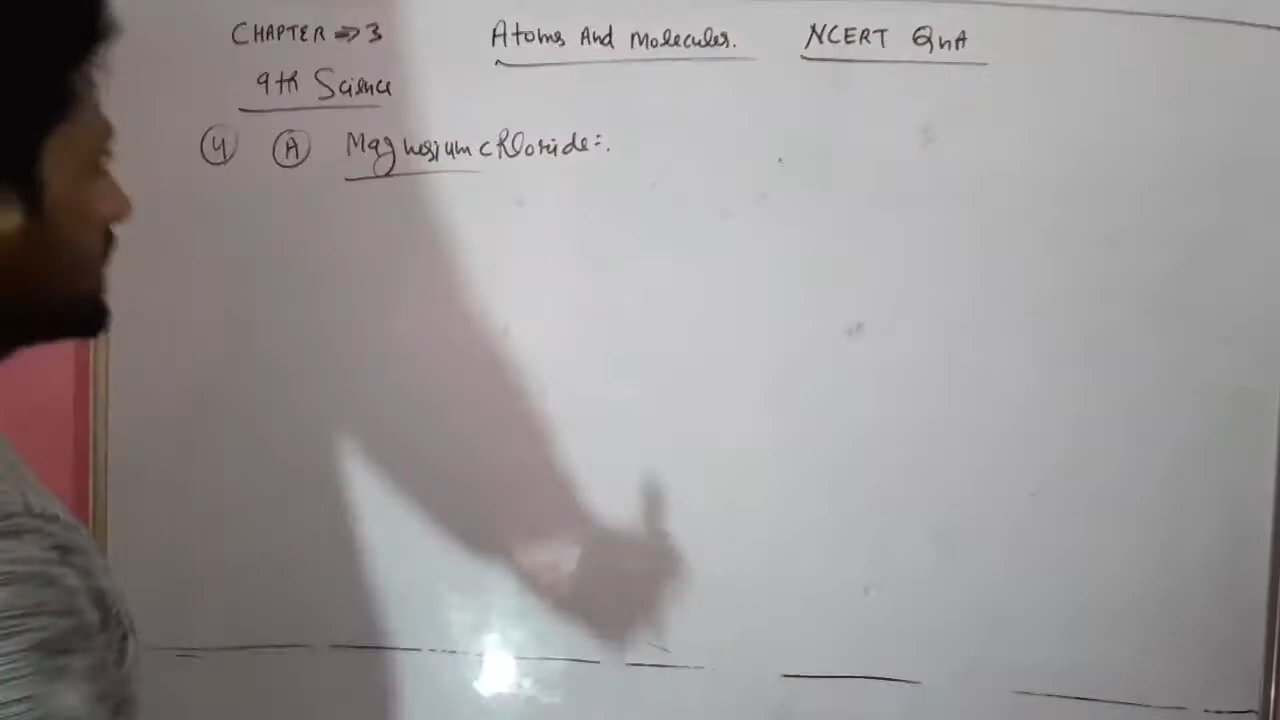 CHAPTER ⇒ 3 Atoms And Molecules. NCERT QnA
9th Science
4 A Magnesium chloride:.